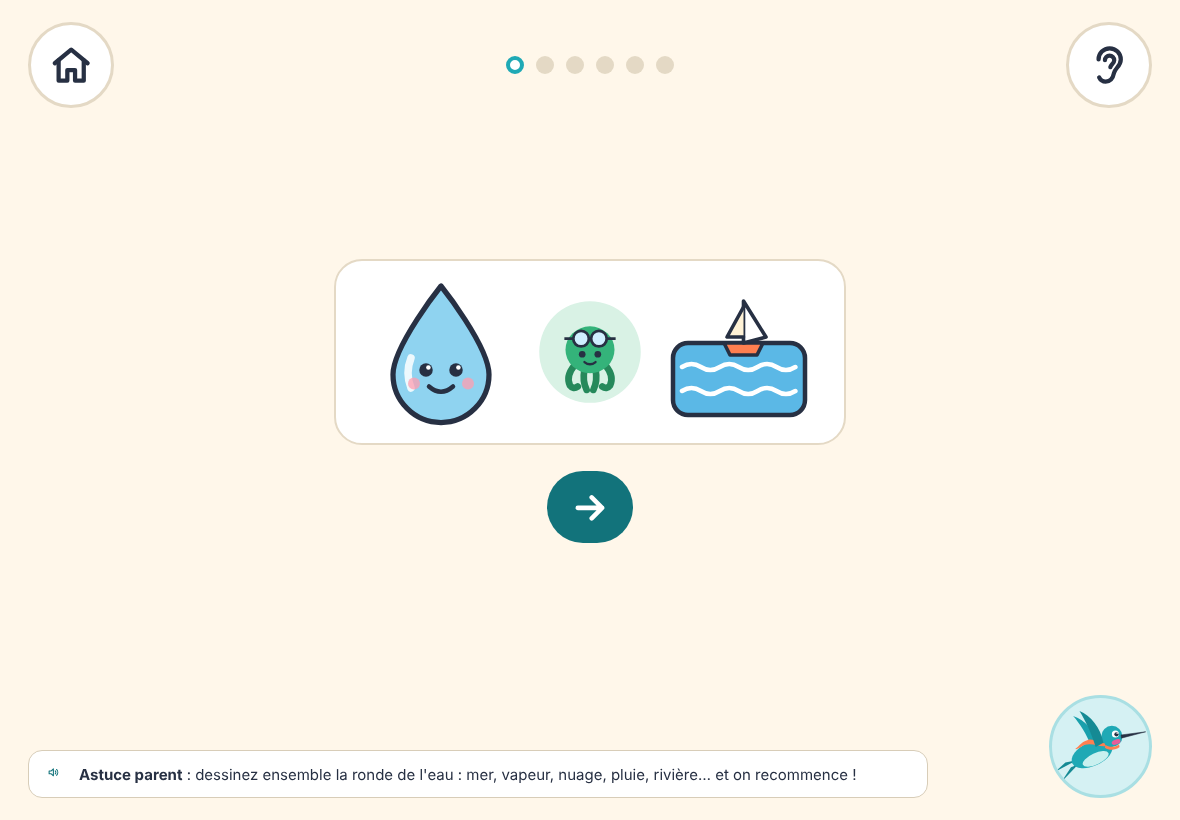 Astuce parent : dessinez ensemble la ronde de l'eau : mer, vapeur, nuage, pluie, rivière... et on recommence !